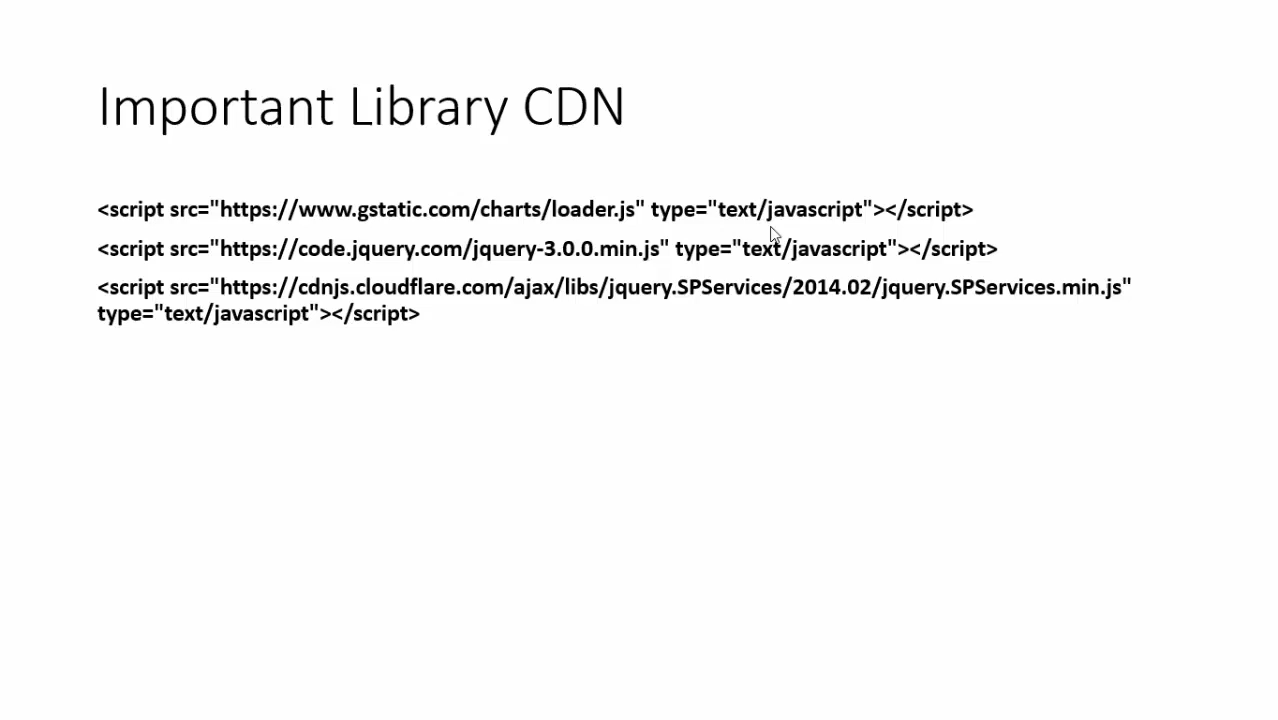 Important Library CDN
<script src="https://www.gstatic.com/charts/loader.js" type="text/javascript"></script>
<script src="https://code.jquery.com/jquery-3.0.0.min.js" type="text/javascript"></script>
<script src="https://cdnjs.cloudflare.com/ajax/libs/jquery.SPServices/2014.02/jquery.SPServices.min.js"
type="text/javascript"></script>